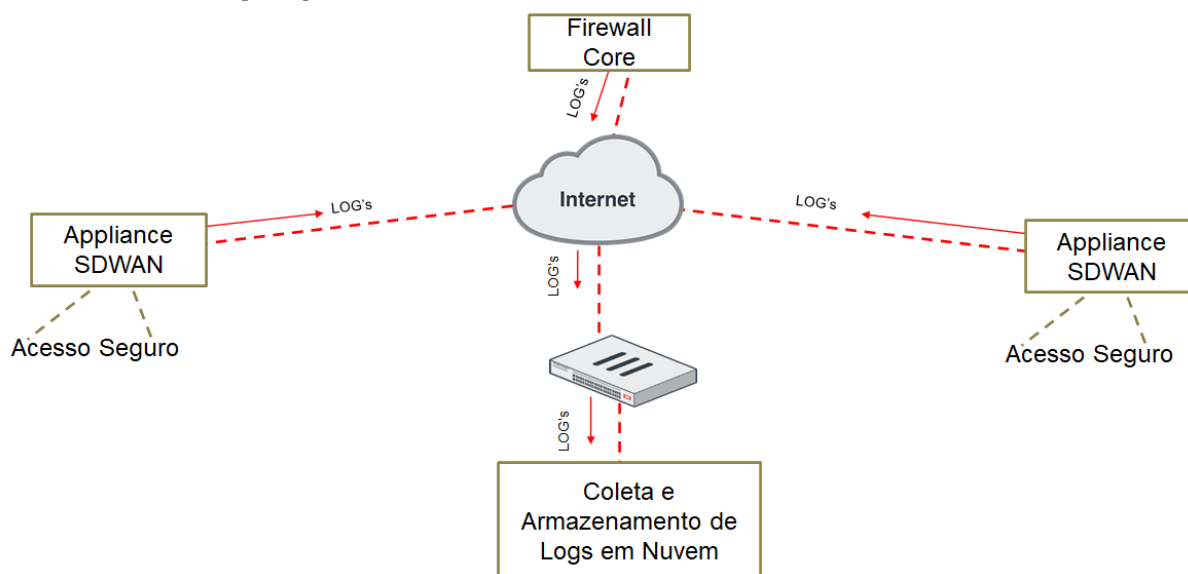 Firewall
Core
LOG's
Internet
LOG's
LOG's
Appliance
SDWAN
Appliance
SDWAN
LOG's
Acesso Seguro
Acesso Seguro
LOG's
Coleta e
Armazenamento de
Logs em Nuvem